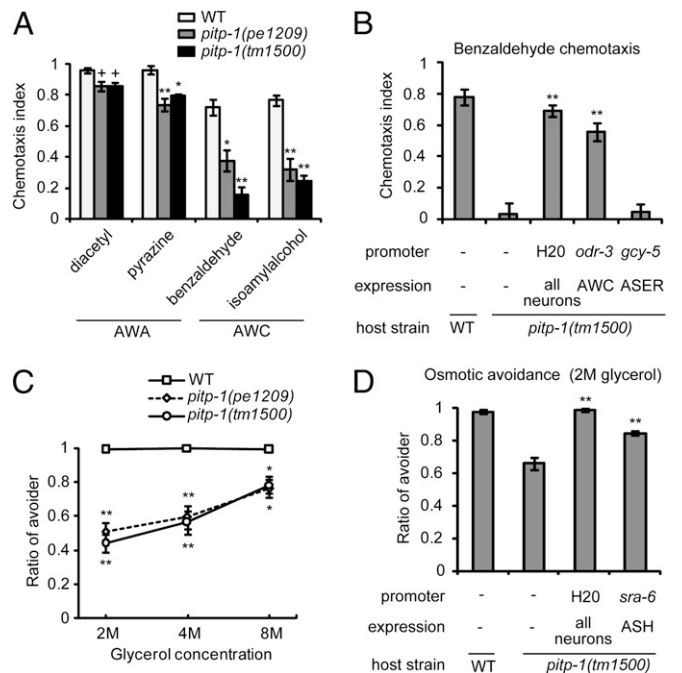 A
WT
pitp-1(pe1209)
pitp-1(tm1500)
Chemotaxis index
1
0.8
0.6
0.4
0.2
0
+ +
** *
* **
** **
diacetyl
pyrazine
benzaldehyde
isoamylalcohol
AWA AWC
B
Benzaldehyde chemotaxis
Chemotaxis index
1
0.8
0.6
0.4
0.2
0
** **
promoter - - H20 odr-3 gcy-5
expression - - all neurons AWC ASER
host strain WT pitp-1(tm1500)
C
WT
pitp-1(pe1209)
pitp-1(tm1500)
Ratio of avoider
1
0.8
0.6
0.4
0.2
0
** ** *
** ** *
2M 4M 8M
Glycerol concentration
D
Osmotic avoidance (2M glycerol)
Ratio of avoider
1
0.8
0.6
0.4
0.2
0
** **
promoter - - H20 sra-6
expression - - all neurons ASH
host strain WT pitp-1(tm1500)